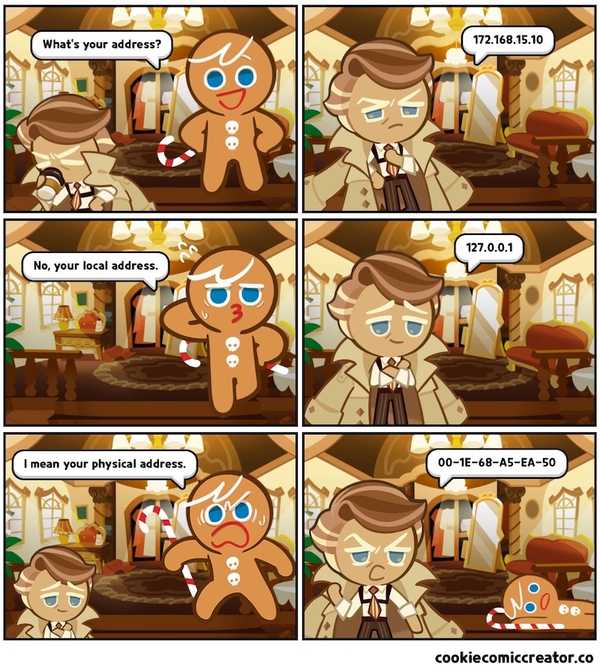 What's your address?
172.168.15.10
No, your local address.
127.0.0.1
I mean your physical address.
00-1E-68-A5-EA-50
cookiecomiccreator.co